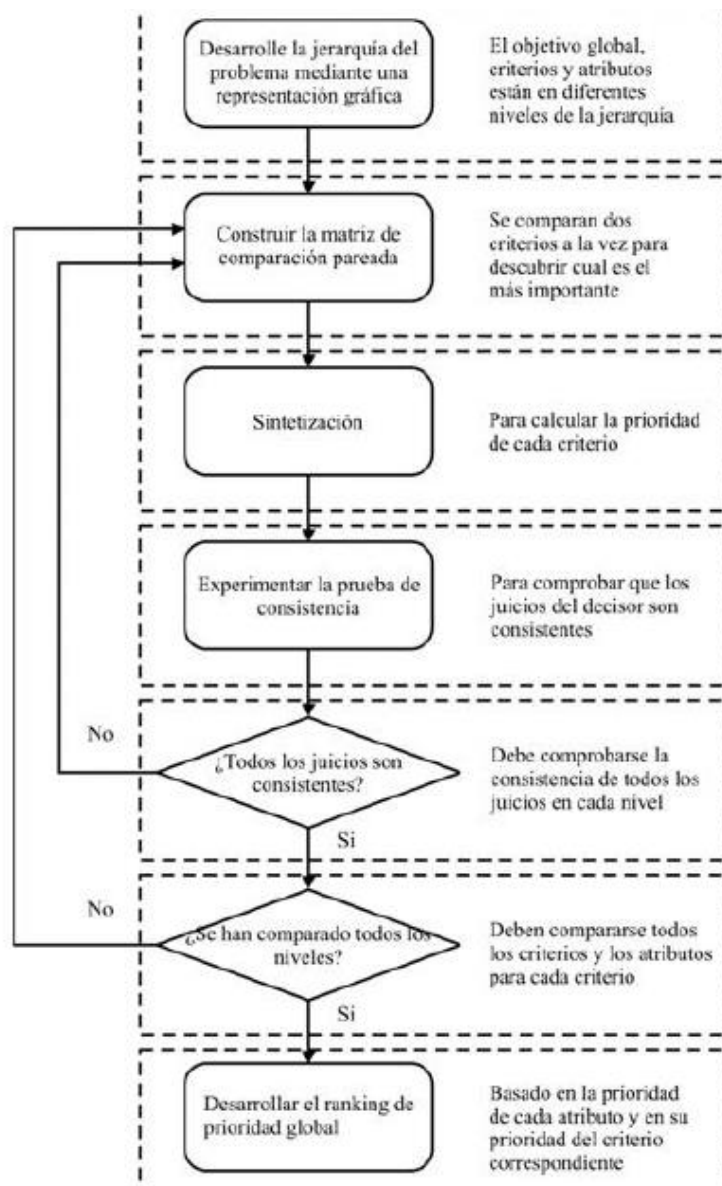 Desarrolle la jerarquía del
problema mediante una
representación gráfica
El objetivo global,
criterios y atributos
están en diferentes
niveles de la jerarquía
Construir la matriz de
comparación pareada
Se comparan dos
criterios a la vez para
descubrir cual es el
más importante
Sintetización
Para calcular la prioridad
de cada criterio
Experimentar la prueba de
consistencia
Para comprobar que los
juicios del decisor son
consistentes
No
¿Todos los juicios son
consistentes?
Debe comprobarse la
consistencia de todos los
juicios en cada nivel
Si
No
¿Se han comparado todos los
niveles?
Deben compararse todos
los criterios y los atributos
para cada criterio
Si
Desarrollar el ranking de
prioridad global
Basado en la prioridad
de cada atributo y en su
prioridad del criterio
correspondiente